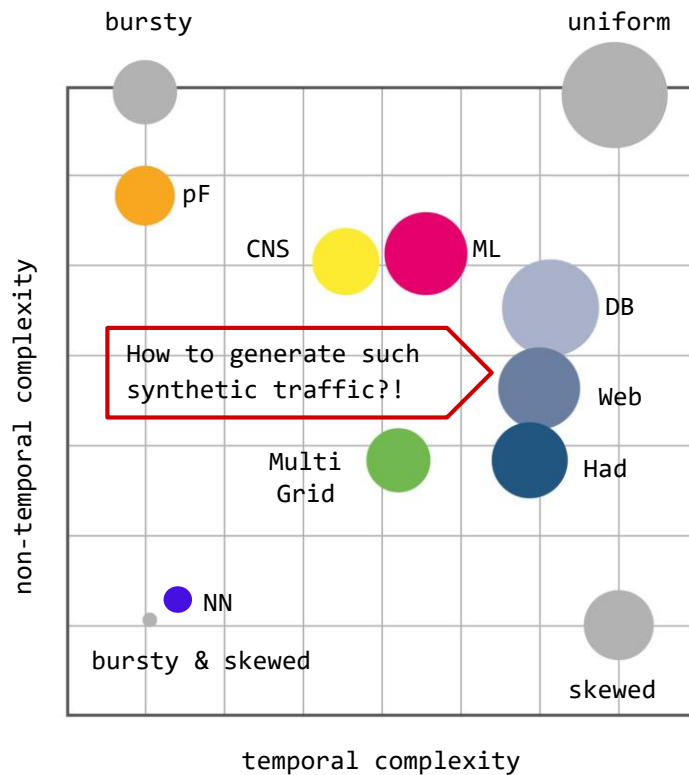 bursty
uniform
pF
CNS
ML
DB
How to generate such
synthetic traffic?!
Web
Multi
Grid
Had
NN
bursty & skewed
skewed
non-temporal complexity
temporal complexity